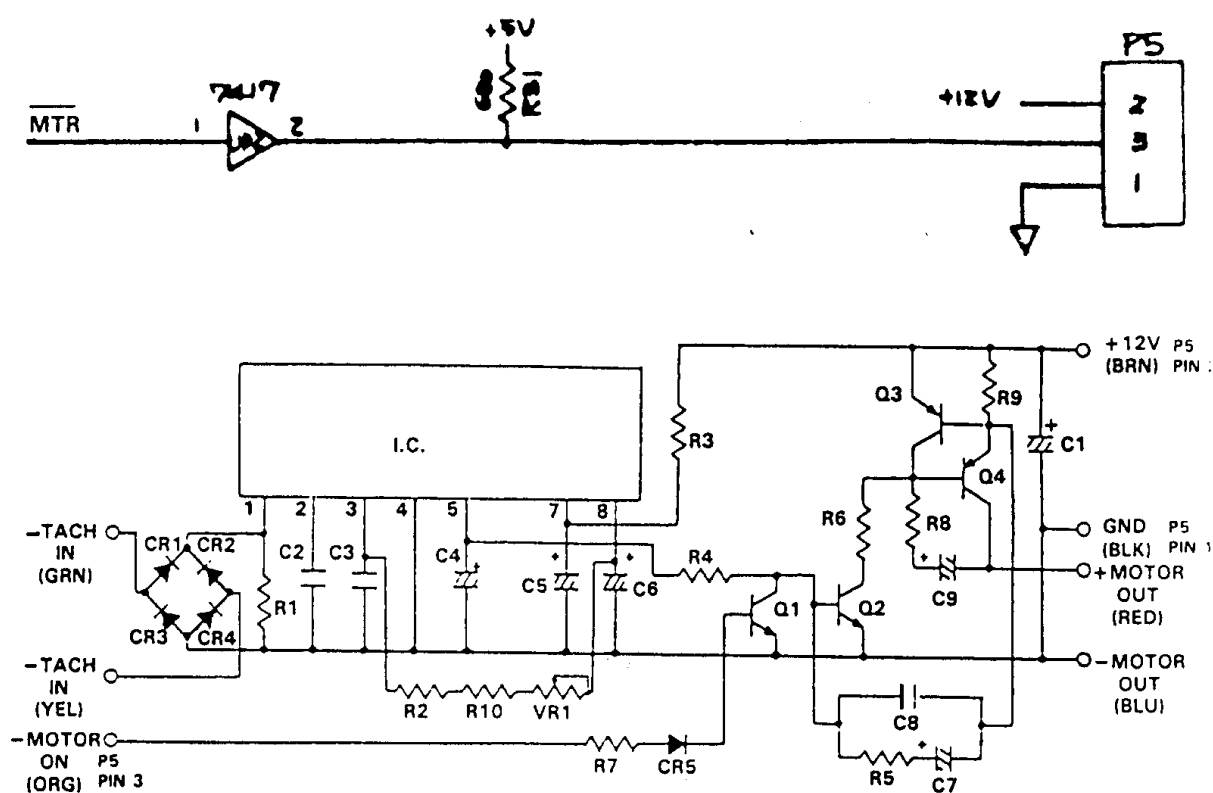 +5V
P5
7417
R31
+12V
2
MTR
1
2
3
1
+12V P5
(BRN) PIN
Q3
R9
R3
C1
I.C.
Q4
1 2 3 4 5 7 8
R6
R8
GND P5
(BLK) PIN 1
-TACH
IN
(GRN)
CR1
CR2
C2
C3
C4
+
+
C5
+
C6
R4
+
C9
+MOTOR
OUT
(RED)
R1
Q1
Q2
CR3
CR4
-TACH
IN
(YEL)
-MOTOR
OUT
(BLU)
R2
R10
VR1
C8
-MOTOR
ON P5
(ORG) PIN 3
R7
CR5
R5
+
C7